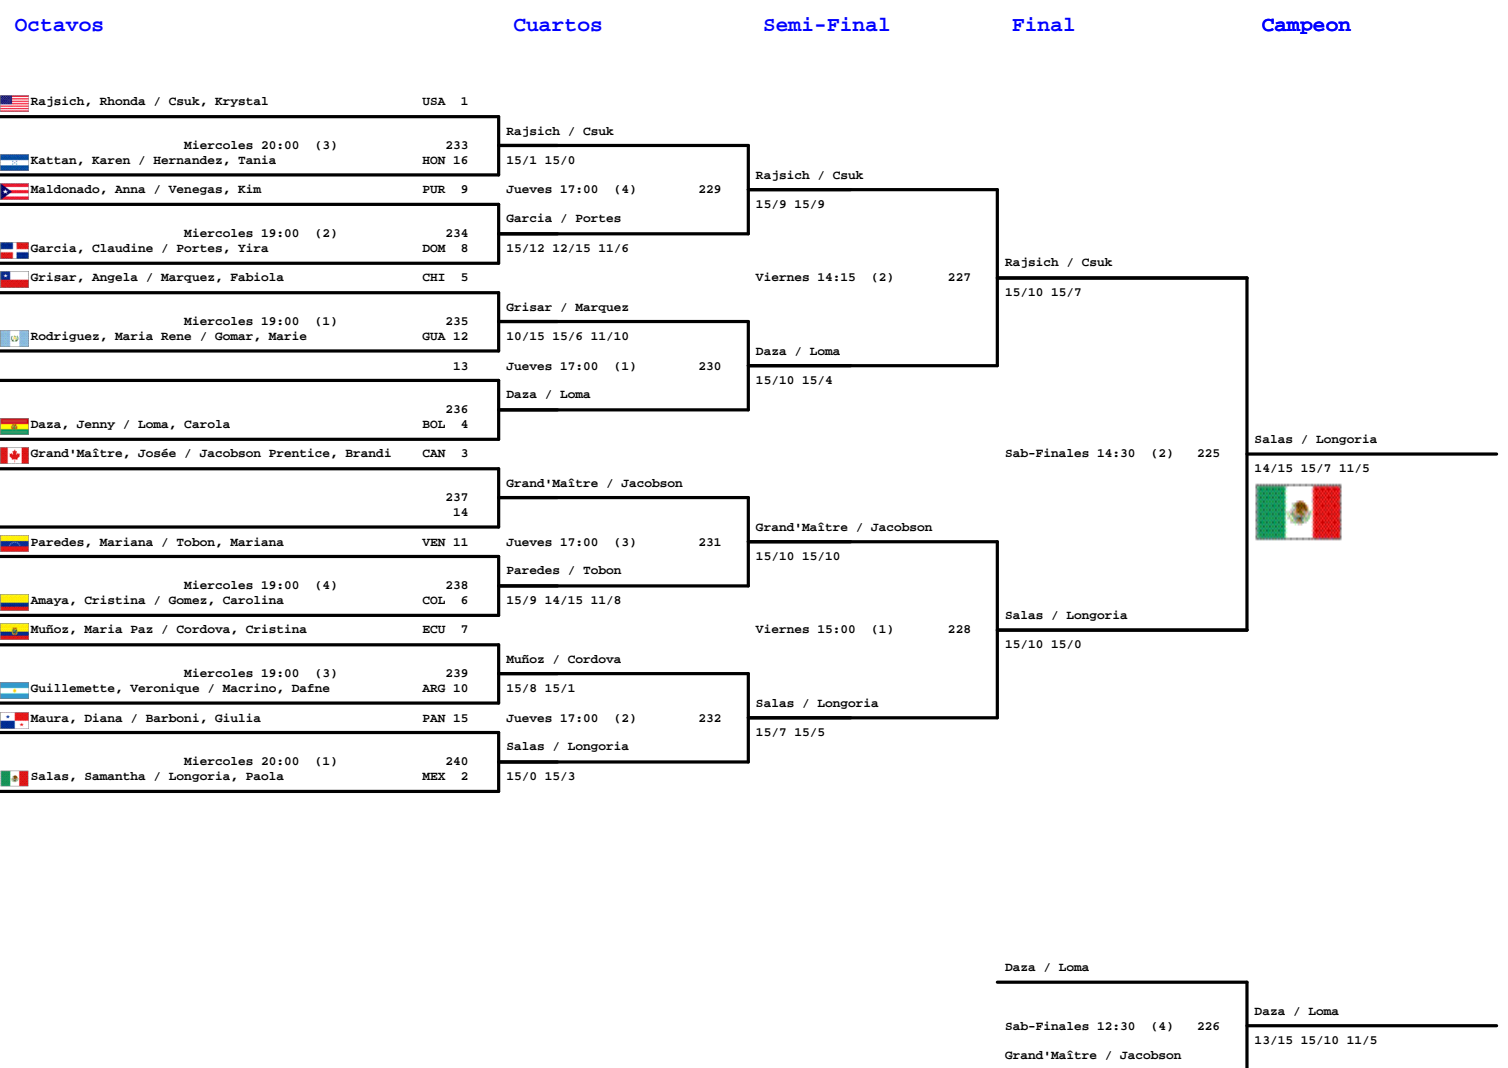 Octavos Cuartos Semi-Final Final Campeon
Rajsich, Rhonda / Csuk, Krystal USA 1
Rajsich / Csuk
Miercoles 20:00 (3) 233
Kattan, Karen / Hernandez, Tania HON 16 15/1 15/0
Rajsich / Csuk
Maldonado, Anna / Venegas, Kim PUR 9 Jueves 17:00 (4) 229
15/9 15/9
Garcia / Portes
Miercoles 19:00 (2) 234
Garcia, Claudine / Portes, Yira DOM 8 15/12 12/15 11/6
Rajsich / Csuk
Grisar, Angela / Marquez, Fabiola CHI 5 Viernes 14:15 (2) 227
15/10 15/7
Grisar / Marquez
Miercoles 19:00 (1) 235
Rodriguez, Maria Rene / Gomar, Marie GUA 12 10/15 15/6 11/10
Daza / Loma
13 Jueves 17:00 (1) 230
15/10 15/4
Daza / Loma
236
Daza, Jenny / Loma, Carola BOL 4
Salas / Longoria
Grand'Maître, Josée / Jacobson Prentice, Brandi CAN 3 Sab-Finales 14:30 (2) 225
14/15 15/7 11/5
Grand'Maître / Jacobson
237
14
Grand'Maître / Jacobson
Paredes, Mariana / Tobon, Mariana VEN 11 Jueves 17:00 (3) 231
15/10 15/10
Paredes / Tobon
Miercoles 19:00 (4) 238
Amaya, Cristina / Gomez, Carolina COL 6 15/9 14/15 11/8
Salas / Longoria
Muñoz, Maria Paz / Cordova, Cristina ECU 7 Viernes 15:00 (1) 228
15/10 15/0
Muñoz / Cordova
Miercoles 19:00 (3) 239
Guillemette, Veronique / Macrino, Dafne ARG 10 15/8 15/1
Salas / Longoria
Maura, Diana / Barboni, Giulia PAN 15 Jueves 17:00 (2) 232
15/7 15/5
Salas / Longoria
Miercoles 20:00 (1) 240
Salas, Samantha / Longoria, Paola MEX 2 15/0 15/3
Daza / Loma
Daza / Loma
Sab-Finales 12:30 (4) 226
13/15 15/10 11/5
Grand'Maître / Jacobson